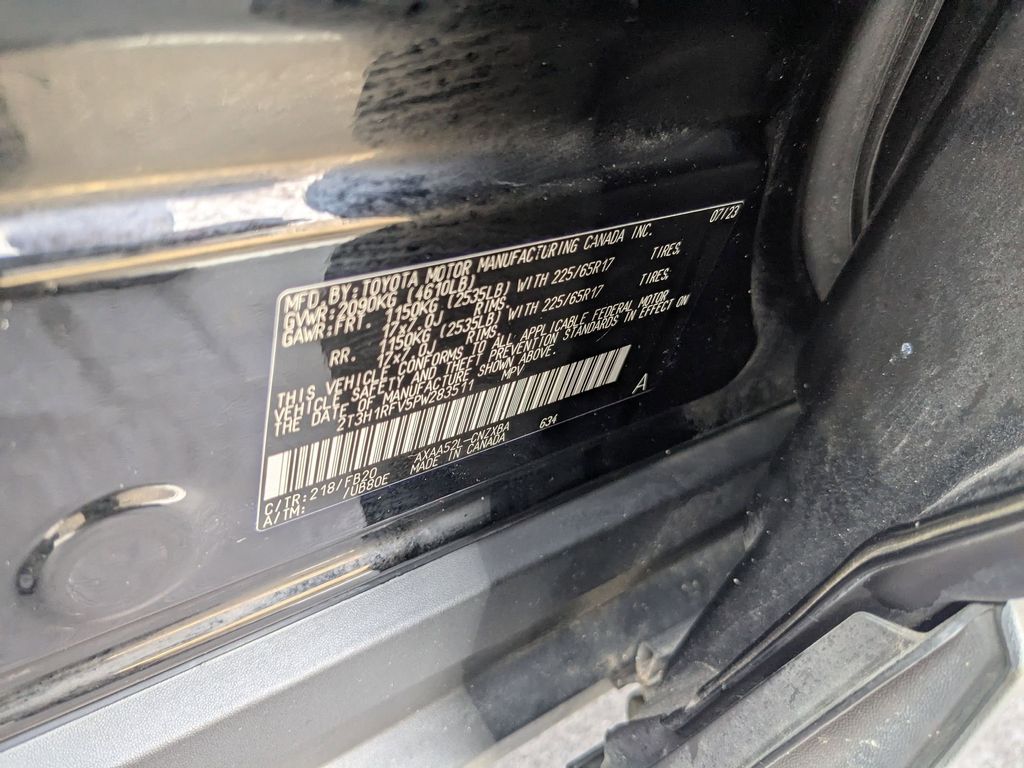 MFD. BY: TOYOTA MOTOR MANUFACTURING CANADA INC. 07/23
GVWR: 2090KG (4610LB)
GAWR: FRT. 1150KG (2535LB) WITH 225/65R17 TIRES,
17x7.0J RIMS
RR. 1150KG (2535LB) WITH 225/65R17 TIRES,
17x7.0J RIMS
THIS VEHICLE CONFORMS TO ALL APPLICABLE FEDERAL MOTOR
VEHICLE SAFETY AND THEFT PREVENTION STANDARDS IN EFFECT ON
THE DATE OF MANUFACTURE SHOWN ABOVE.
2T3H1RFV5PW283511 MPV
A
C/TR: 218/FB20 AXAA52L-CNZXBA 634
A/TM: /UB80E MADE IN CANADA